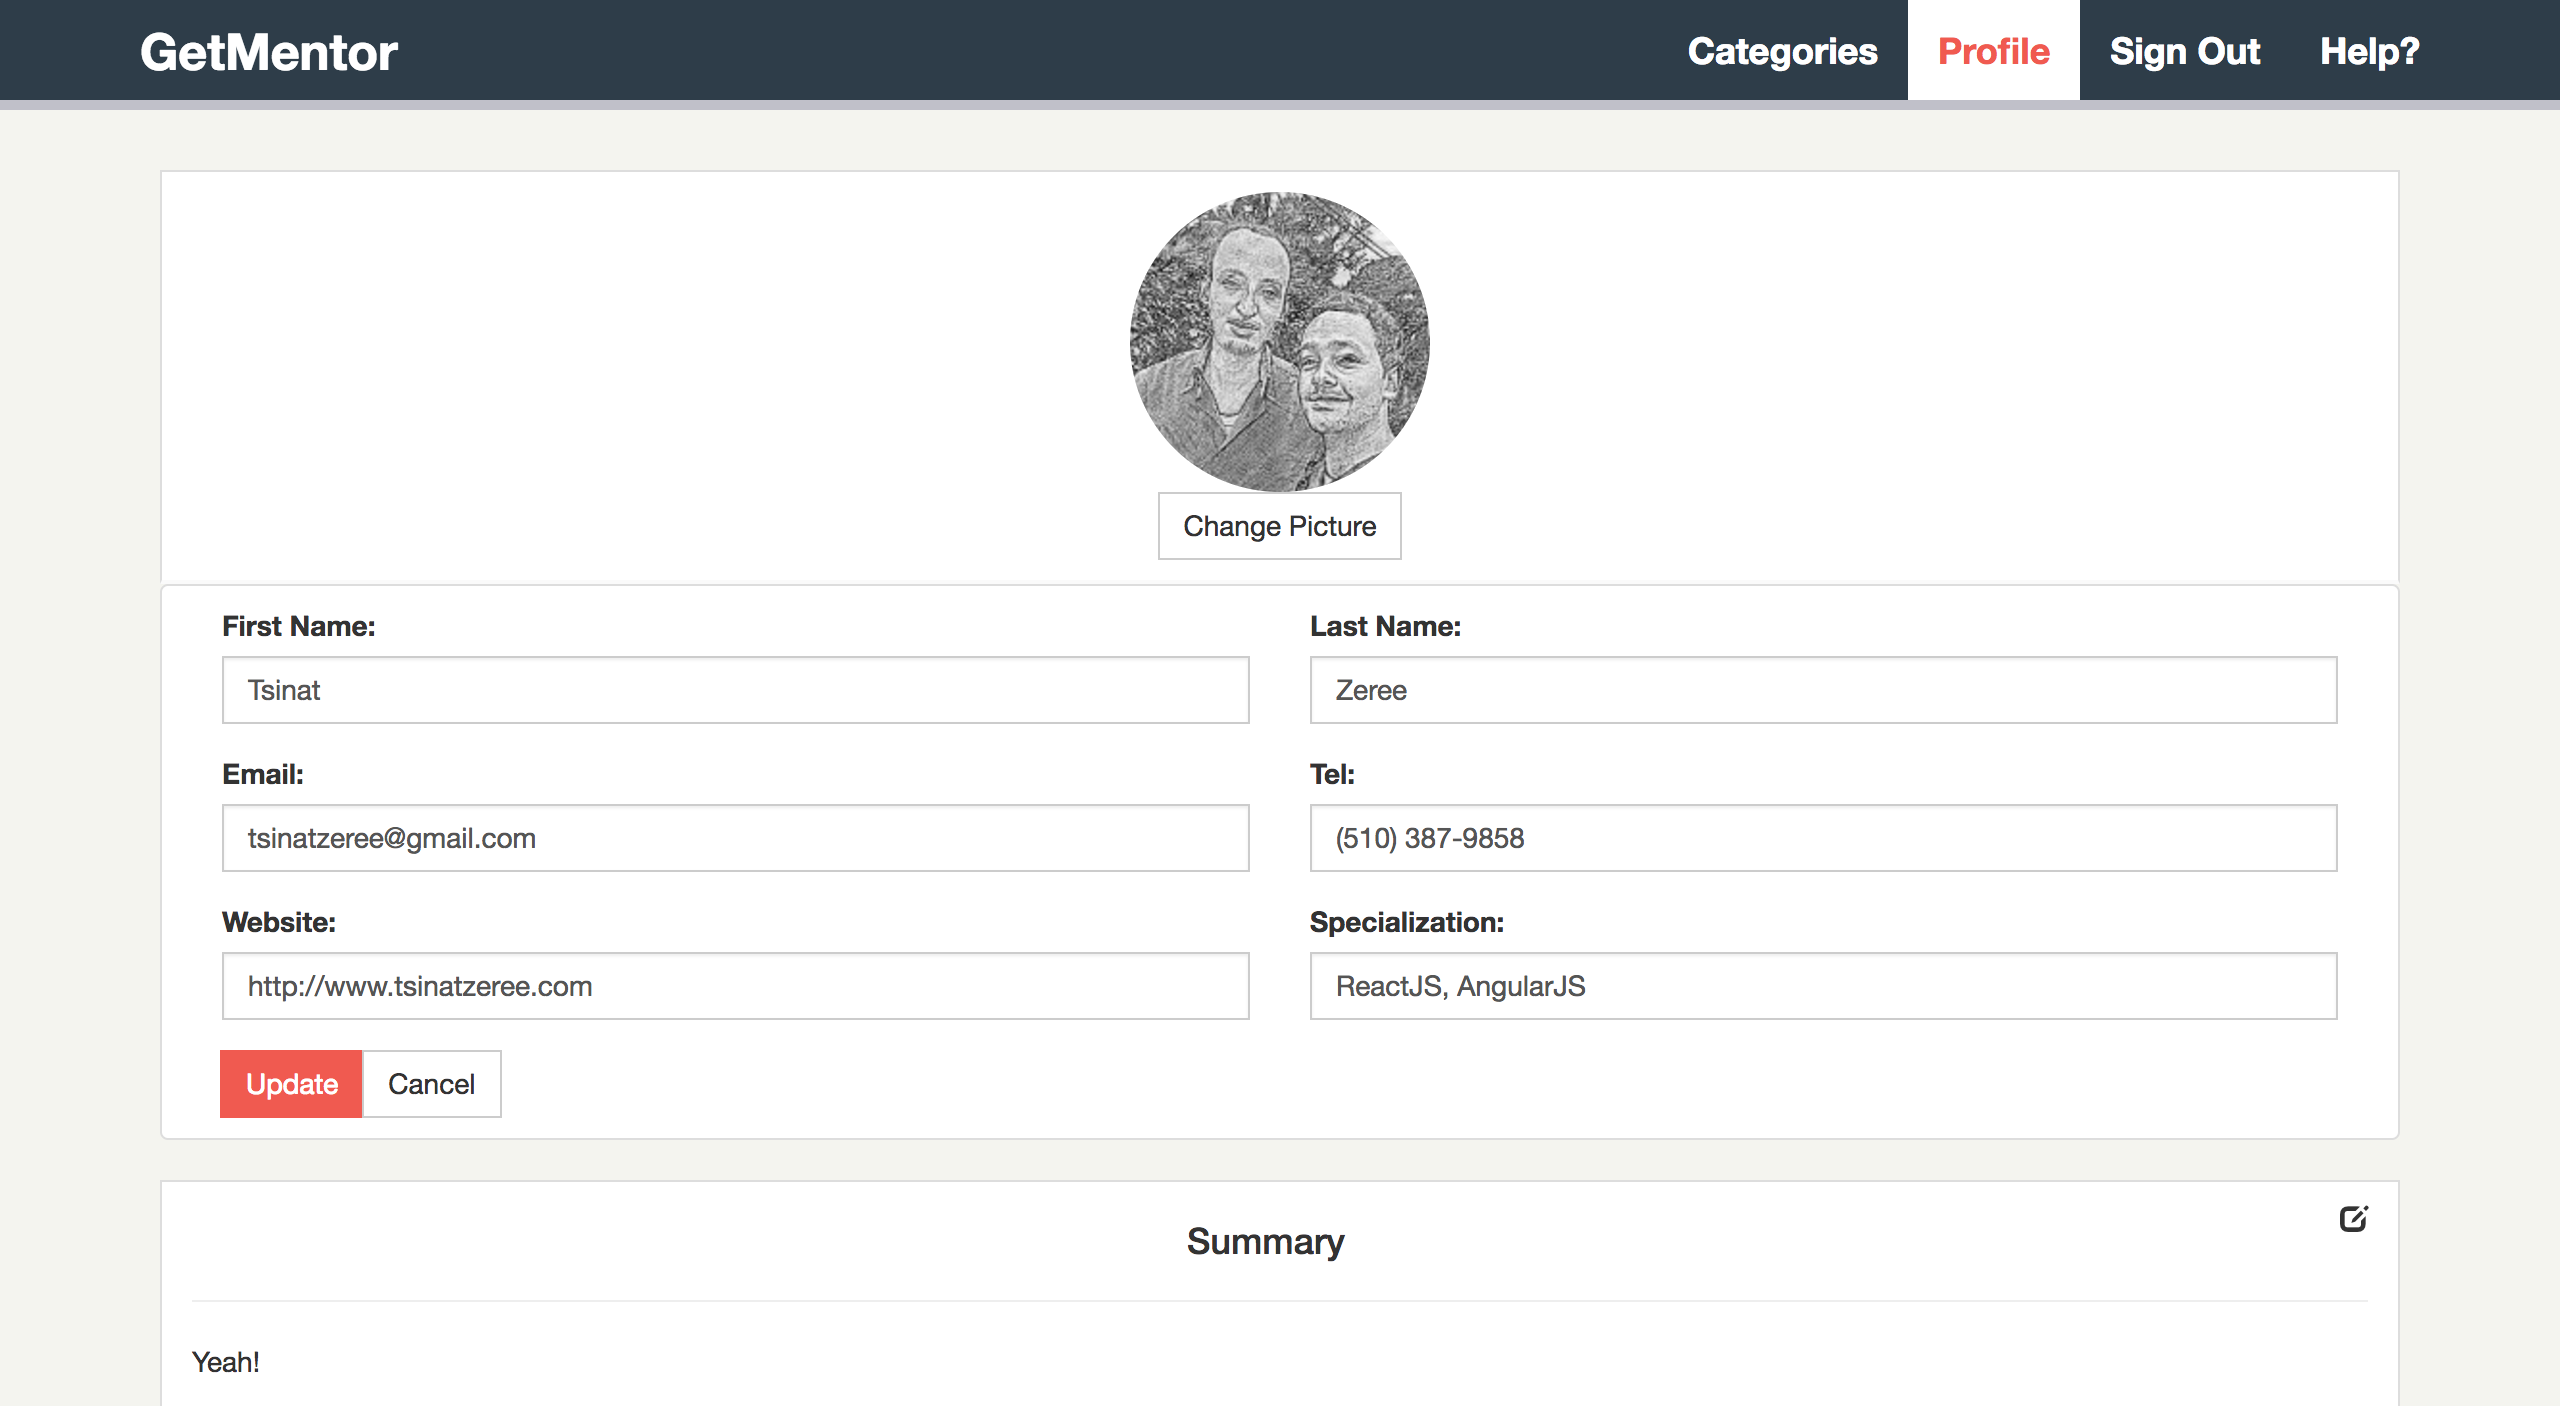 GetMentor Categories Profile Sign Out Help?
Change Picture
First Name: Last Name:
Tsinat Zeree
Email: Tel:
tsinatzeree@gmail.com (510) 387-9858
Website: Specialization:
http://www.tsinatzeree.com ReactJS, AngularJS
Update Cancel
Summary
Yeah!